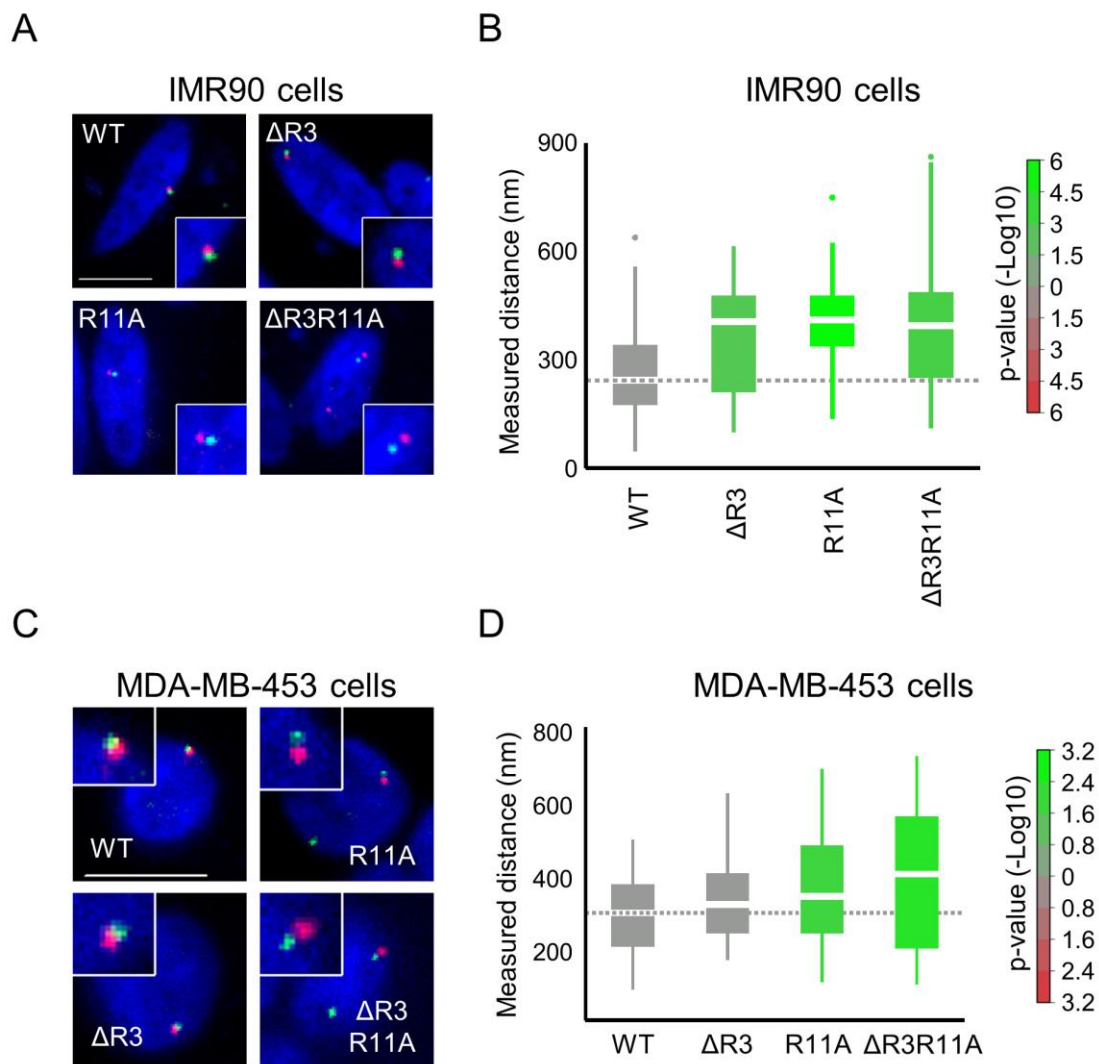 A
IMR90 cells
WT
ΔR3
R11A
ΔR3R11A
B
IMR90 cells
Measured distance (nm)
900
600
300
0
WT
ΔR3
R11A
ΔR3R11A
p-value (-Log10)
6
4.5
3
1.5
0
1.5
3
4.5
6
C
MDA-MB-453 cells
WT
R11A
ΔR3
ΔR3
R11A
D
MDA-MB-453 cells
Measured distance (nm)
800
600
400
200
WT
ΔR3
R11A
ΔR3R11A
p-value (-Log10)
3.2
2.4
1.6
0.8
0
0.8
1.6
2.4
3.2